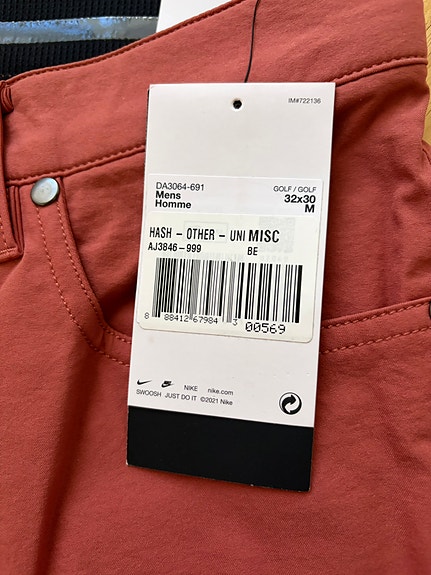 IM#722136
DA3064-691
Mens
Homme
GOLF / GOLF
32x30
M
HASH - OTHER - UNI MISC
AJ3846-999 BE
8 88412 67984 3
00569
NIKE nike.com
SWOOSH JUST DO IT ©2021 Nike